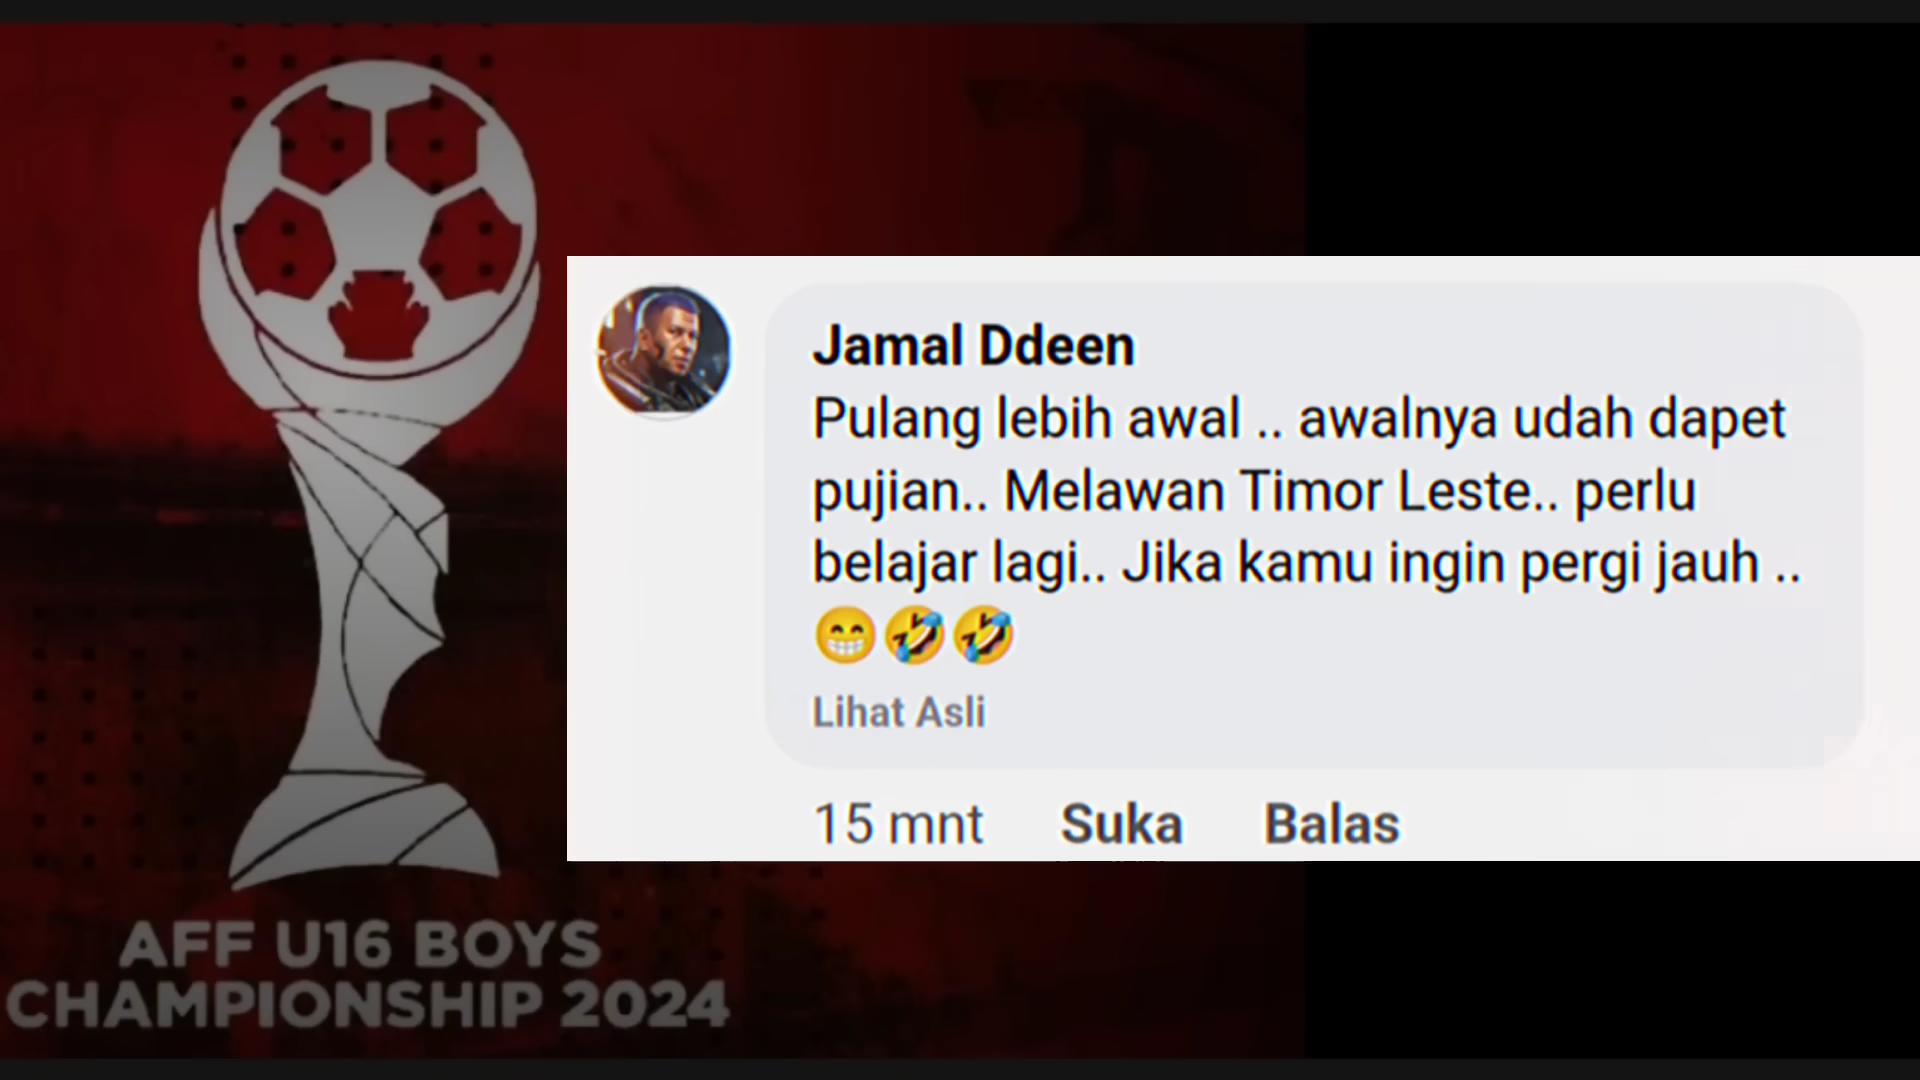 Jamal Ddeen
Pulang lebih awal .. awalnya udah dapet
pujian.. Melawan Timor Leste.. perlu
belajar lagi.. Jika kamu ingin pergi jauh ..
😁🤣🤣
Lihat Asli
15 mnt Suka Balas
AFF U16 BOYS
CHAMPIONSHIP 2024